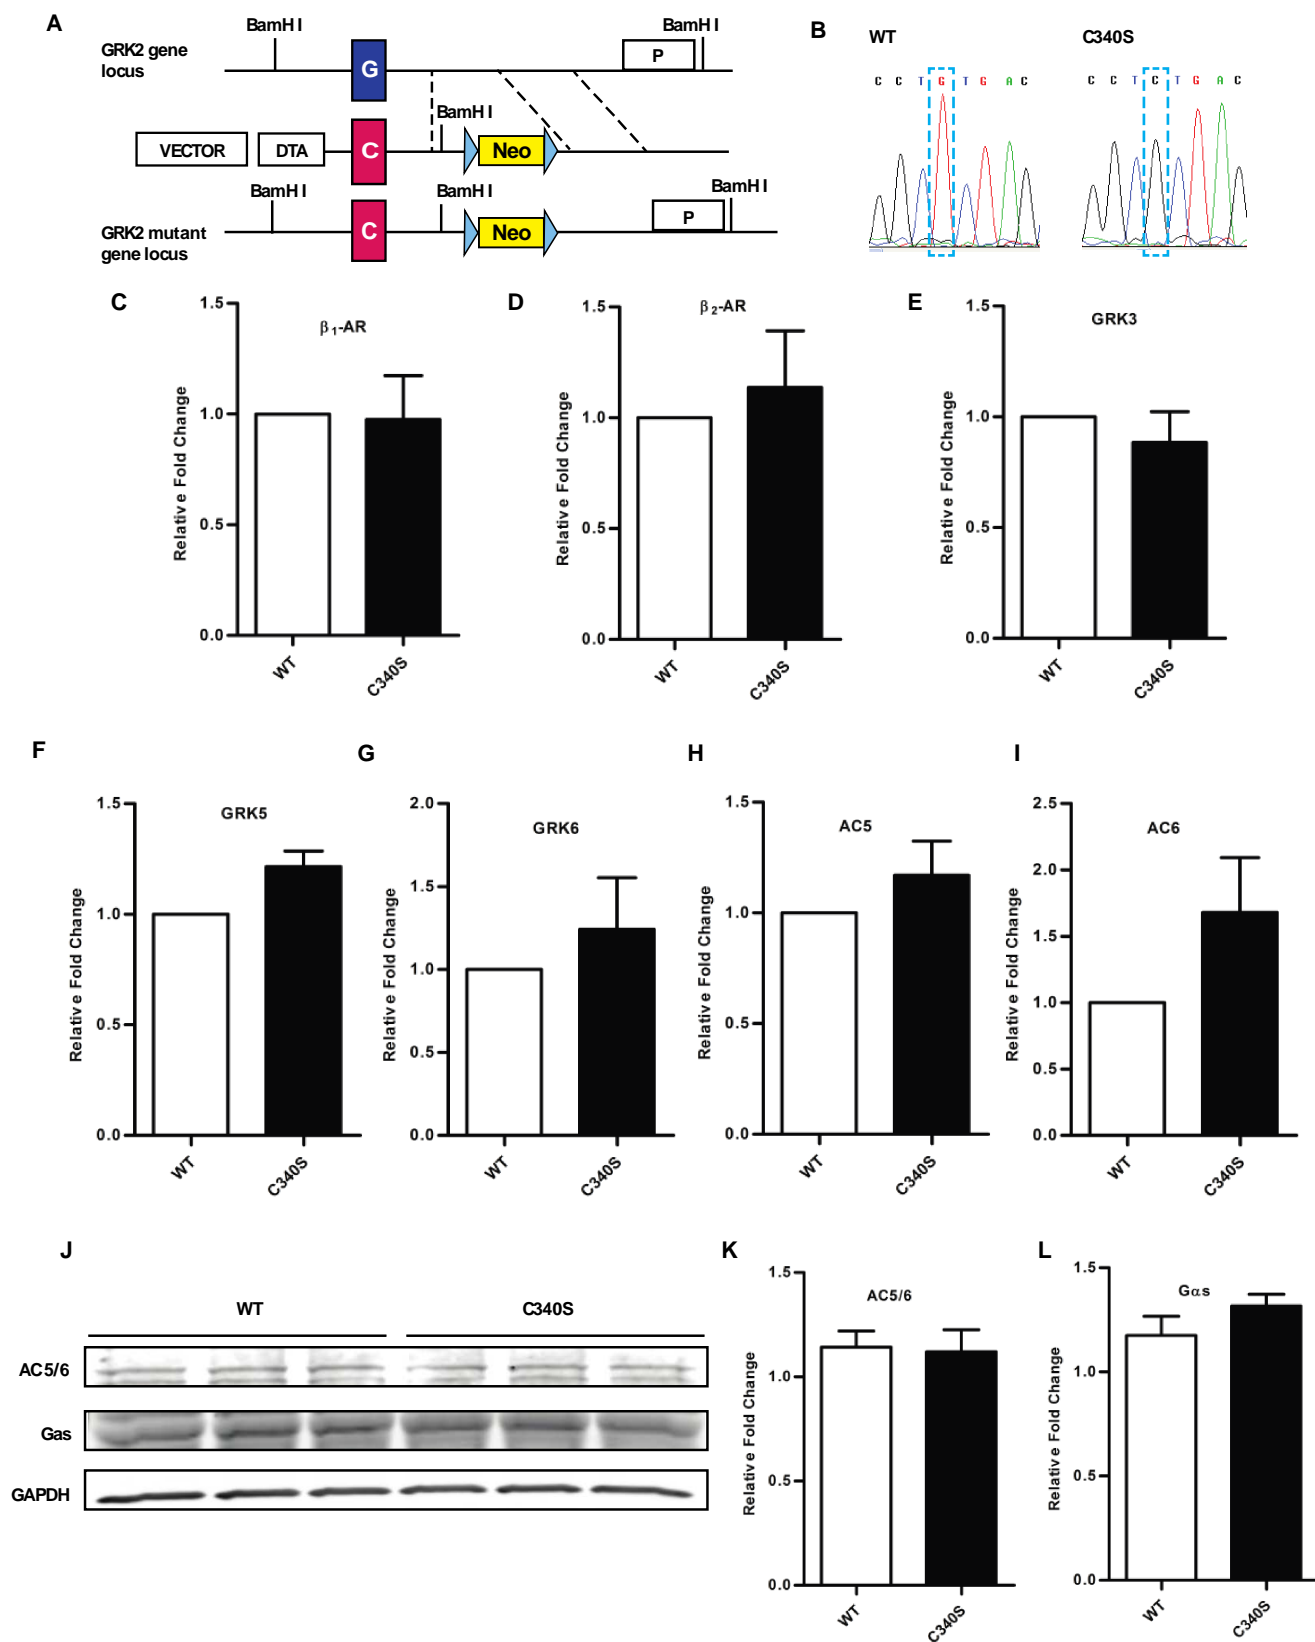 A
BamH I
BamH I
GRK2 gene
locus
G
P
BamH I
VECTOR
DTA
C
Neo
BamH I
BamH I
BamH I
GRK2 mutant
gene locus
C
Neo
P
B
WT
C340S
C C T G T G A C
C C T C T G A C
C
β1-AR
Relative Fold Change
1.5
1.0
0.5
0.0
WT
C340S
D
β2-AR
Relative Fold Change
1.5
1.0
0.5
0.0
WT
C340S
E
GRK3
Relative Fold Change
1.5
1.0
0.5
0.0
WT
C340S
F
GRK5
Relative Fold Change
1.5
1.0
0.5
0.0
WT
C340S
G
GRK6
Relative Fold Change
2.0
1.5
1.0
0.5
0.0
WT
C340S
H
AC5
Relative Fold Change
1.5
1.0
0.5
0.0
WT
C340S
I
AC6
Relative Fold Change
2.5
2.0
1.5
1.0
0.5
0.0
WT
C340S
J
WT
C340S
AC5/6
Gas
GAPDH
K
AC5/6
Relative Fold Change
1.5
1.0
0.5
0.0
WT
C340S
L
Gαs
Relative Fold Change
1.5
1.0
0.5
0.0
WT
C340S